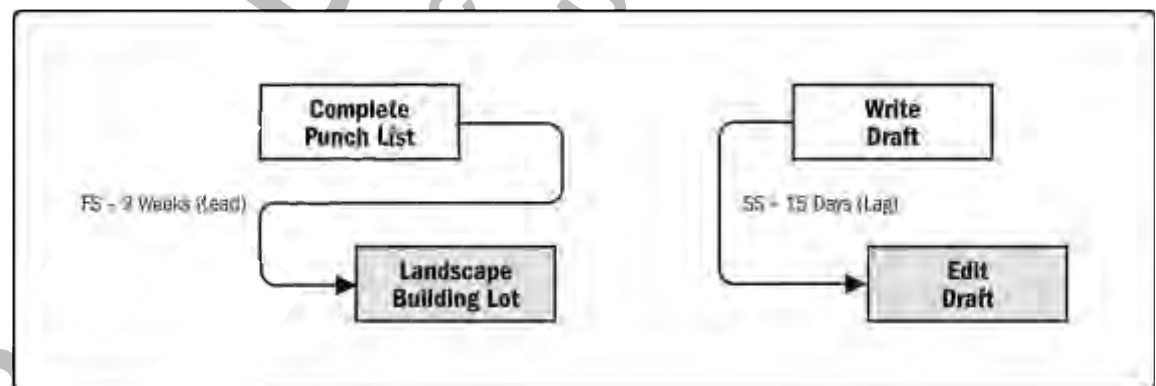 Complete
Punch List
Write
Draft
FS – 2 Weeks (Lead)
SS – 15 Days (Lag)
Landscape
Building Lot
Edit
Draft